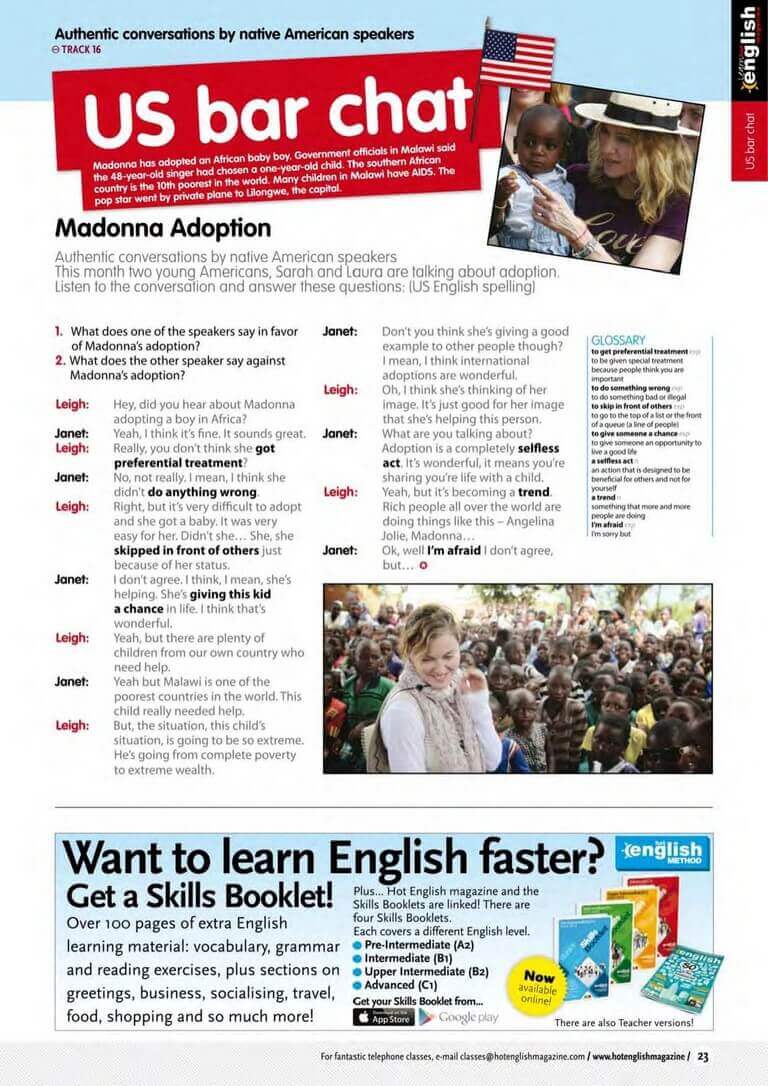 Authentic conversations by native American speakers
TRACK 16
US bar chat
Madonna has adopted an African baby boy. Government officials in Malawi said
the 48-year-old singer had chosen a one-year-old child. The southern African
country is the 10th poorest in the world. Many children in Malawi have AIDS. The
pop star went by private plane to Lilongwe, the capital.
english
US bar chat
Madonna Adoption
Authentic conversations by native American speakers
This month two young Americans, Sarah and Laura are talking about adoption.
Listen to the conversation and answer these questions: (US English spelling)
1. What does one of the speakers say in favor
of Madonna's adoption?
2. What does the other speaker say against
Madonna's adoption?
Leigh: Hey, did you hear about Madonna
adopting a boy in Africa?
Janet: Yeah, I think it's fine. It sounds great.
Leigh: Really, you don't think she got
preferential treatment?
Janet: No, not really. I mean, I think she
didn't do anything wrong.
Leigh: Right, but it's very difficult to adopt
and she got a baby. It was very
easy for her. Didn't she... She, she
skipped in front of others just
because of her status.
Janet: I don't agree. I think, I mean, she's
helping. She's giving this kid
a chance in life. I think that's
wonderful.
Leigh: Yeah, but there are plenty of
children from our own country who
need help.
Janet: Yeah but Malawi is one of the
poorest countries in the world. This
child really needed help.
Leigh: But, the situation, this child's
situation, is going to be so extreme.
He's going from complete poverty
to extreme wealth.
Janet: Don't you think she's giving a good
example to other people though?
I mean, I think international
adoptions are wonderful.
Leigh: Oh, I think she's thinking of her
image. It's just good for her image
that she's helping this person.
Janet: What are you talking about?
Adoption is a completely selfless
act. It's wonderful, it means you're
sharing you're life with a child.
Leigh: Yeah, but it's becoming a trend.
Rich people all over the world are
doing things like this – Angelina
Jolie, Madonna...
Janet: Ok, well I'm afraid I don't agree,
but...
GLOSSARY
to get preferential treatment exp
to be given special treatment
because people think you are
important
to do something wrong exp
to do something bad or illegal
to skip in front of others exp
to go to the top of a list or the front
of a queue (a line of people)
to give someone a chance exp
to give someone an opportunity to
live a good life
a selfless act n
an action that is designed to be
beneficial for others and not for
yourself
a trend n
something that more and more
people are doing
I'm afraid exp
I'm sorry but
Want to learn English faster?
Get a Skills Booklet!
Over 100 pages of extra English
learning material: vocabulary, grammar
and reading exercises, plus sections on
greetings, business, socialising, travel,
food, shopping and so much more!
Plus... Hot English magazine and the
Skills Booklets are linked! There are
four Skills Booklets.
Each covers a different English level.
Pre-Intermediate (A2)
Intermediate (B1)
Upper Intermediate (B2)
Advanced (C1)
Get your Skills Booklet from...
App Store
Google play
english
METHOD
Now
available
online!
There are also Teacher versions!
For fantastic telephone classes, e-mail classes@hotenglishmagazine.com / www.hotenglishmagazine / 23